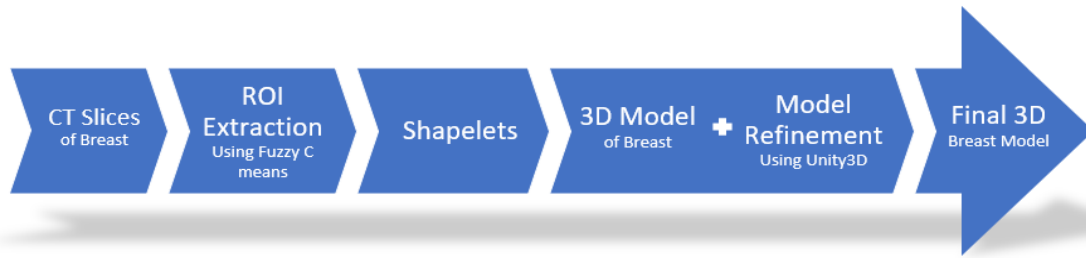 CT Slices
of Breast
ROI
Extraction
Using Fuzzy C
means
Shapelets
3D Model
of Breast
+
Model
Refinement
Using Unity3D
Final 3D
Breast Model